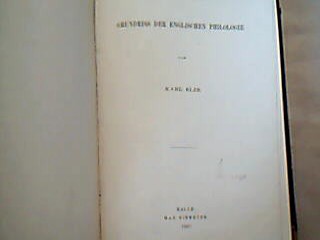 GRUNDRISS DER ENGLISCHEN PHILOLOGIE
VON
KARL ELZE
HALLE
MAX NIEMEYER